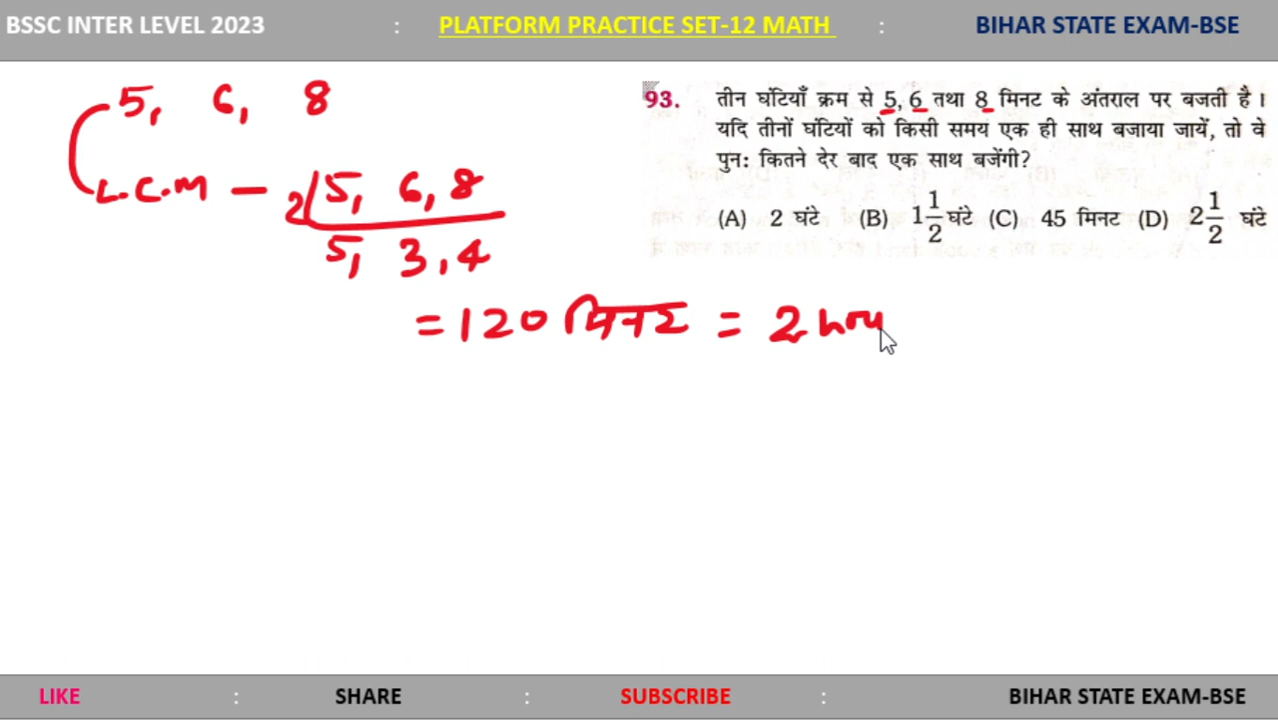 BSSC INTER LEVEL 2023 : PLATFORM PRACTICE SET-12 MATH : BIHAR STATE EXAM-BSE
5, 6, 8
L.C.M - 2 5, 6, 8
5, 3, 4
= 120 मिनट = 2 hou
93. तीन घंटियाँ क्रम से 5, 6 तथा 8 मिनट के अंतराल पर बजती है।
यदि तीनों घंटियों को किसी समय एक ही साथ बजाया जायें, तो वे
पुन: कितने देर बाद एक साथ बजेंगी?
(A) 2 घंटे (B) 1 1/2 घंटे (C) 45 मिनट (D) 2 1/2 घंटे
LIKE : SHARE : SUBSCRIBE : BIHAR STATE EXAM-BSE